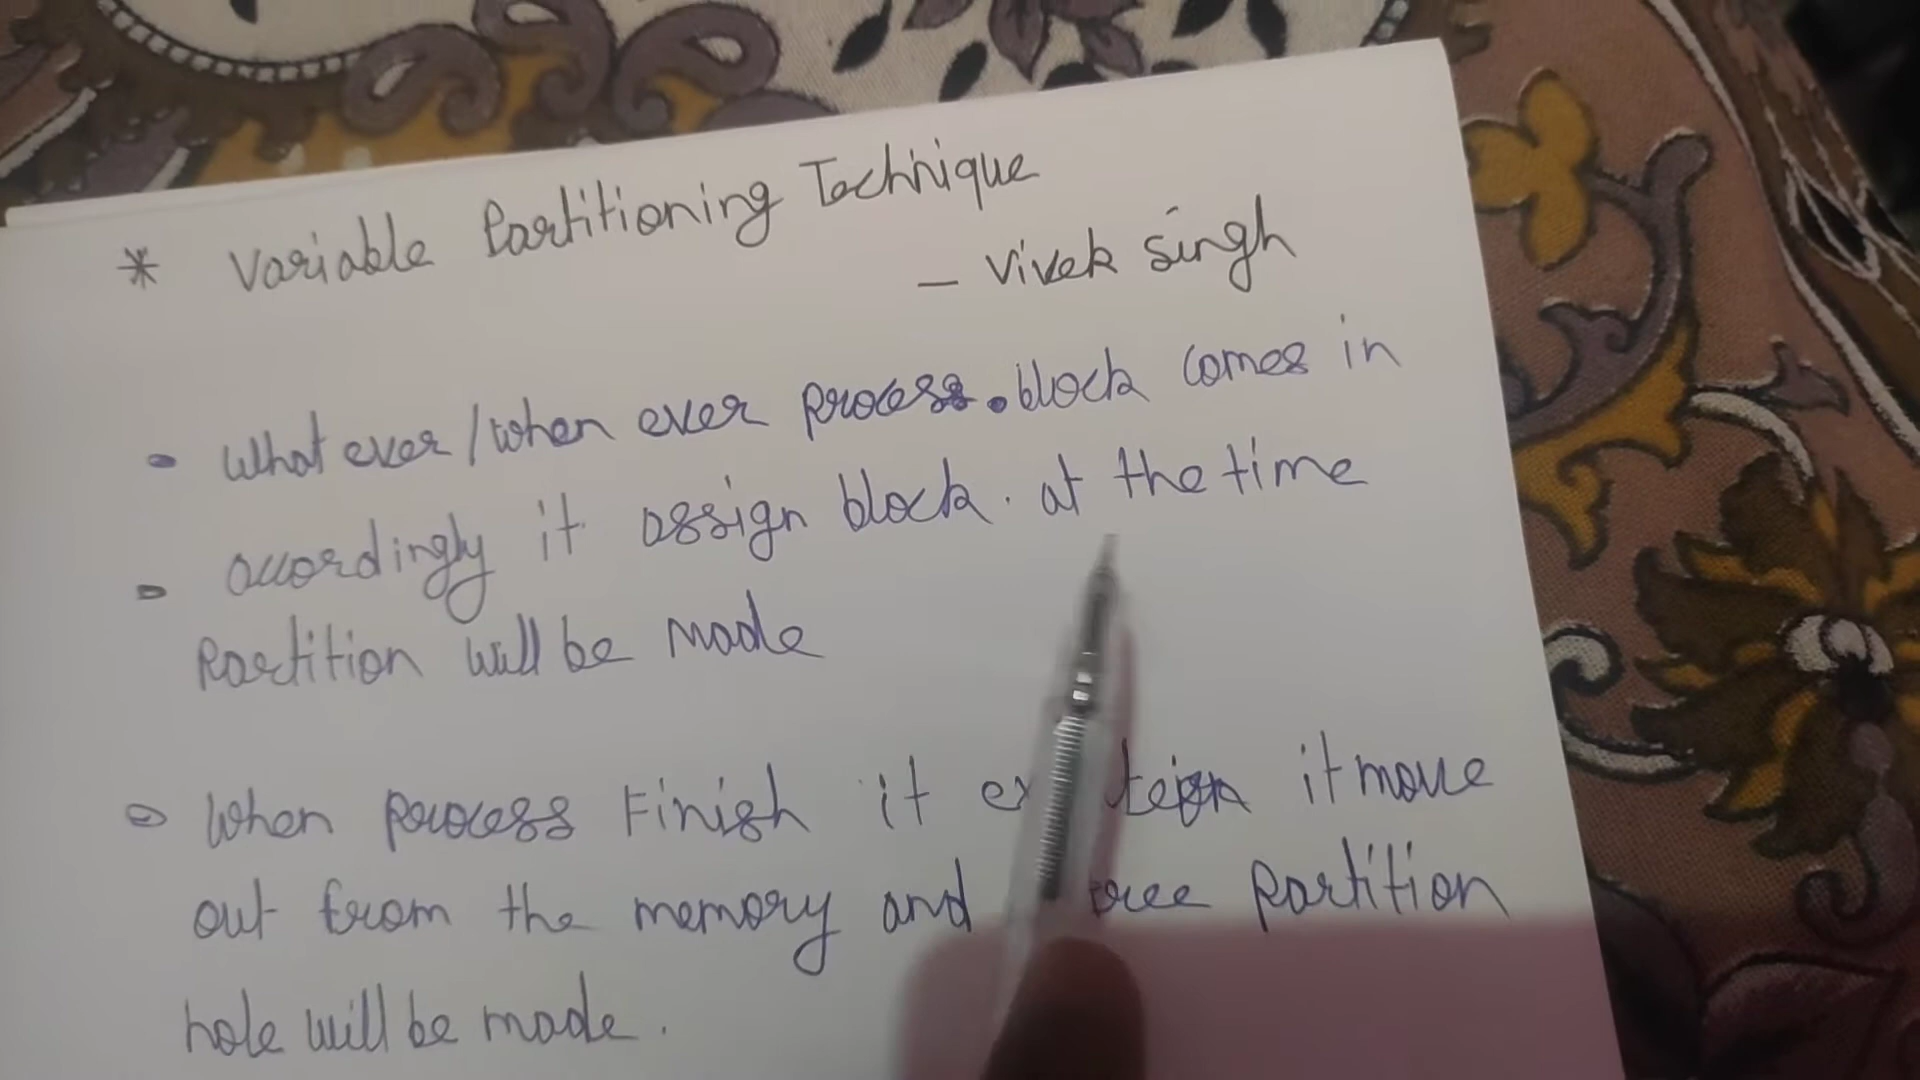 * Variable Partitioning Technique
- Vivek Singh
• What ever / when ever process. block comes in
• accordingly it assign block. at the time
Partition will be made
• When process Finish it it move
out from the memory and free Partition
hole will be made.